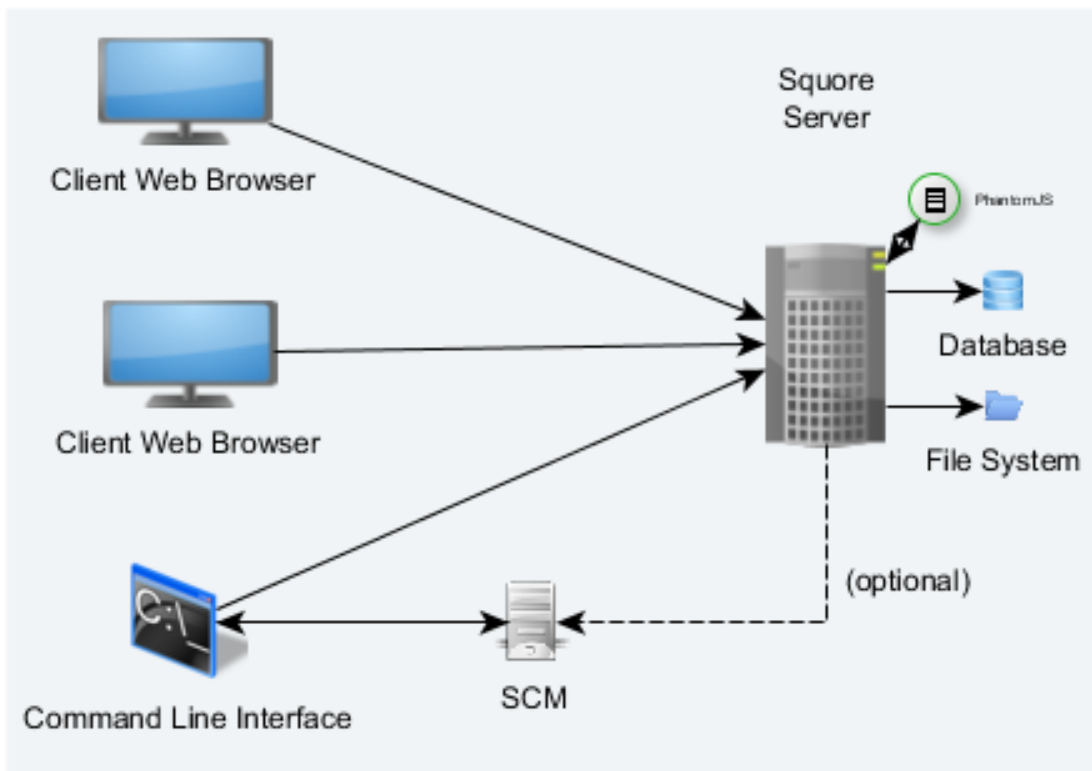 Squore
Server
Client Web Browser
PhantomJS
Database
Client Web Browser
File System
(optional)
C:\_
SCM
Command Line Interface